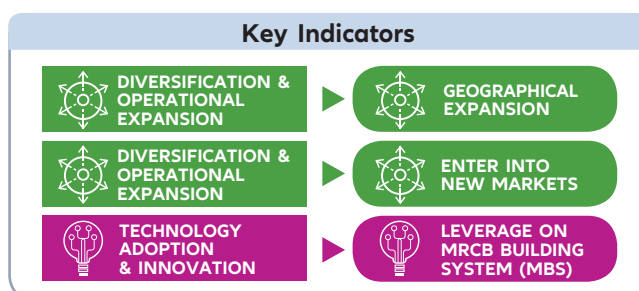 Key Indicators
DIVERSIFICATION &
OPERATIONAL
EXPANSION
GEOGRAPHICAL
EXPANSION
DIVERSIFICATION &
OPERATIONAL
EXPANSION
ENTER INTO
NEW MARKETS
TECHNOLOGY
ADOPTION
& INNOVATION
LEVERAGE ON
MRCB BUILDING
SYSTEM (MBS)